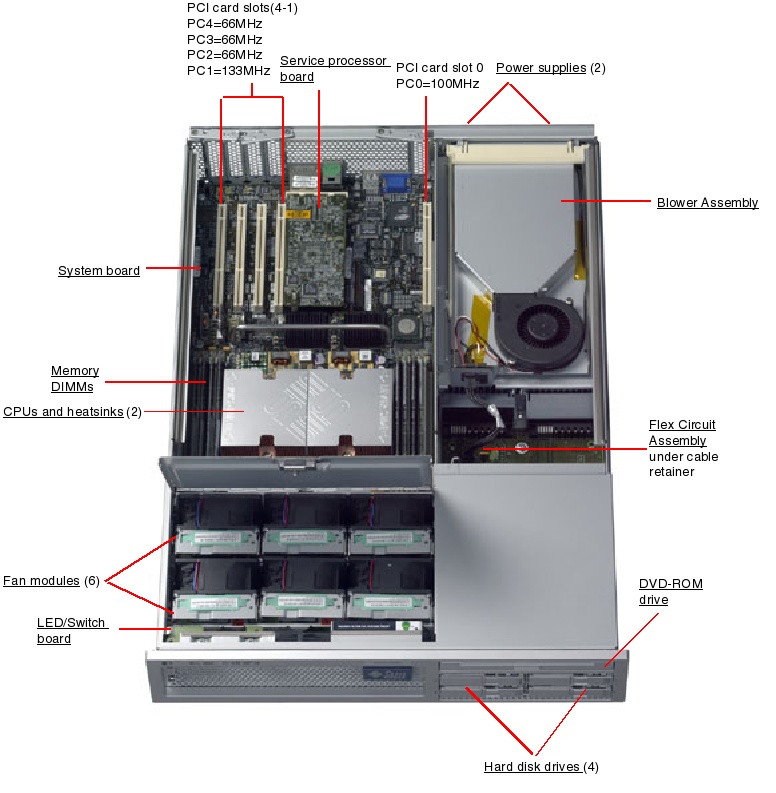 PCI card slots(4-1)
PC4=66MHz
PC3=66MHz
PC2=66MHz
PC1=133MHz
Service processor
board
PCI card slot 0
PC0=100MHz
Power supplies (2)
Blower Assembly
System board
Memory
DIMMs
CPUs and heatsinks (2)
Flex Circuit
Assembly
under cable
retainer
Fan modules (6)
DVD-ROM
drive
LED/Switch
board
Hard disk drives (4)